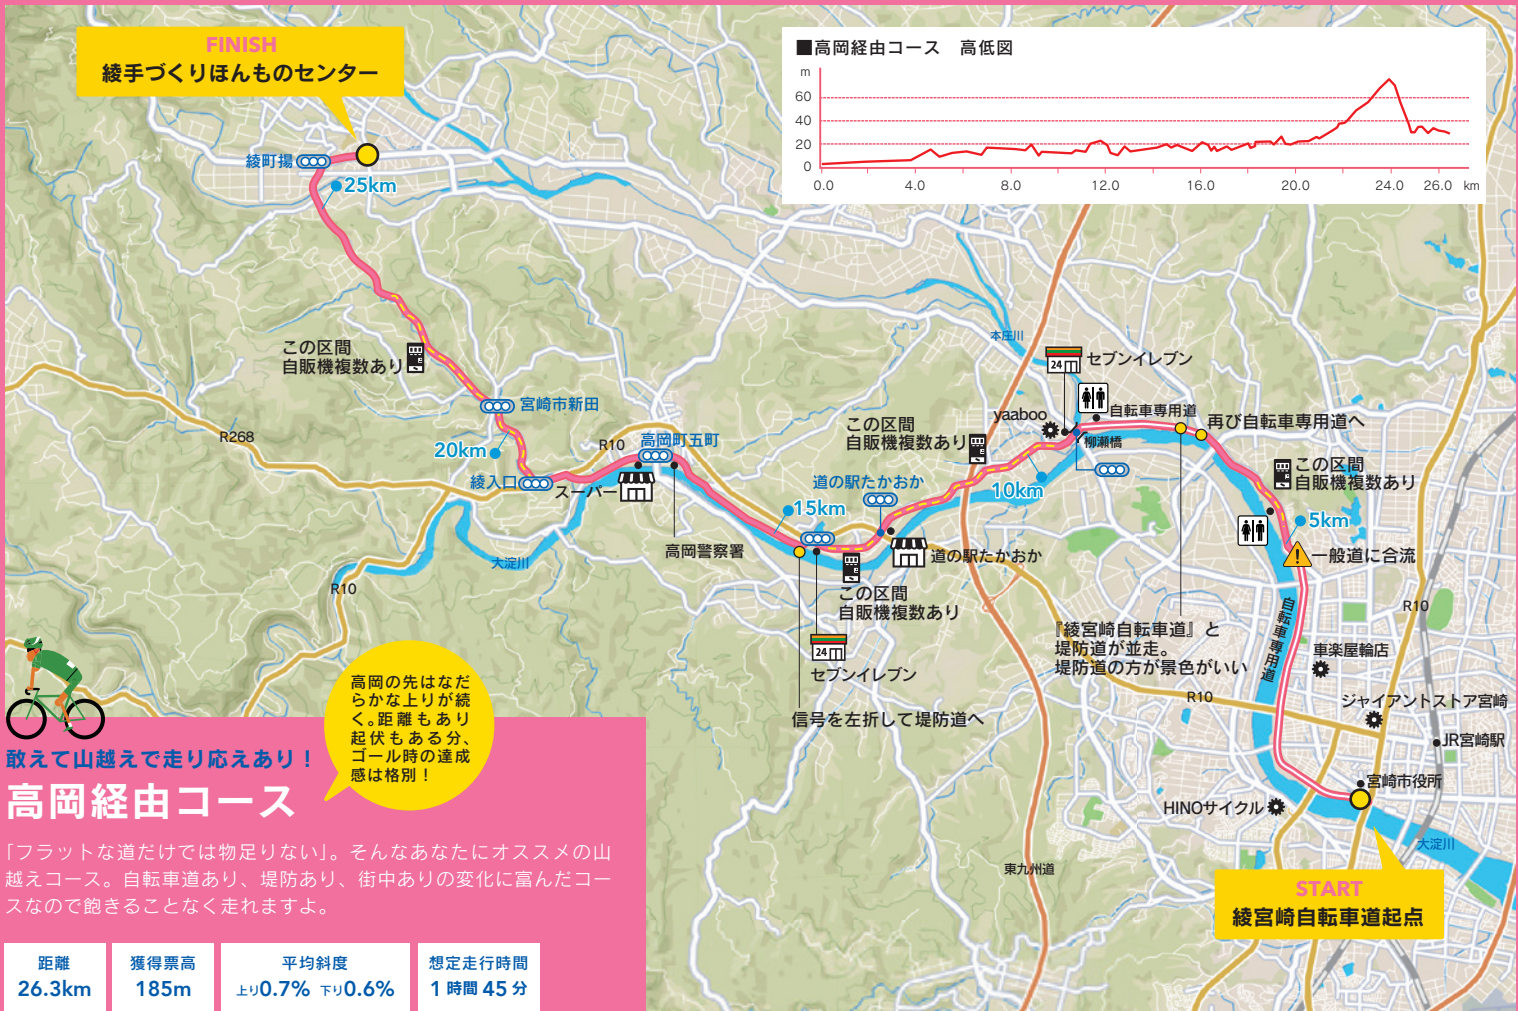 FINISH
綾手づくりほんものセンター
■高岡経由コース　高低図
m
60
40
20
0
0.0
4.0
8.0
12.0
16.0
20.0
24.0
26.0
km
綾町揚
25km
この区間
自販機複数あり
宮崎市新田
R268
20km
綾入口
R10
高岡町五町
スーパー
高岡警察署
大淀川
R10
15km
道の駅たかおか
道の駅たかおか
この区間
自販機複数あり
24
セブンイレブン
信号を左折して堤防道へ
この区間
自販機複数あり
10km
本庄川
24
セブンイレブン
yaaboo
自転車専用道
柳瀬橋
再び自転車専用道へ
この区間
自販機複数あり
5km
一般道に合流
『綾宮崎自転車道』と
堤防道が並走。
堤防道の方が景色がいい
自転車専用道
R10
R10
車楽屋輪店
ジャイアントストア宮崎
JR宮崎駅
宮崎市役所
HINOサイクル
大淀川
東九州道
START
綾宮崎自転車道起点
高岡の先はなだ
らかな上りが続
く。距離もあり
起伏もある分、
ゴール時の達成
感は格別！
敢えて山越えで走り応えあり！
高岡経由コース
「フラットな道だけでは物足りない」。そんなあなたにオススメの山
越えコース。自転車道あり、堤防あり、街中ありの変化に富んだコー
スなので飽きることなく走れますよ。
距離
26.3km
獲得票高
185m
平均斜度
上り0.7% 下り0.6%
想定走行時間
1 時間 45 分